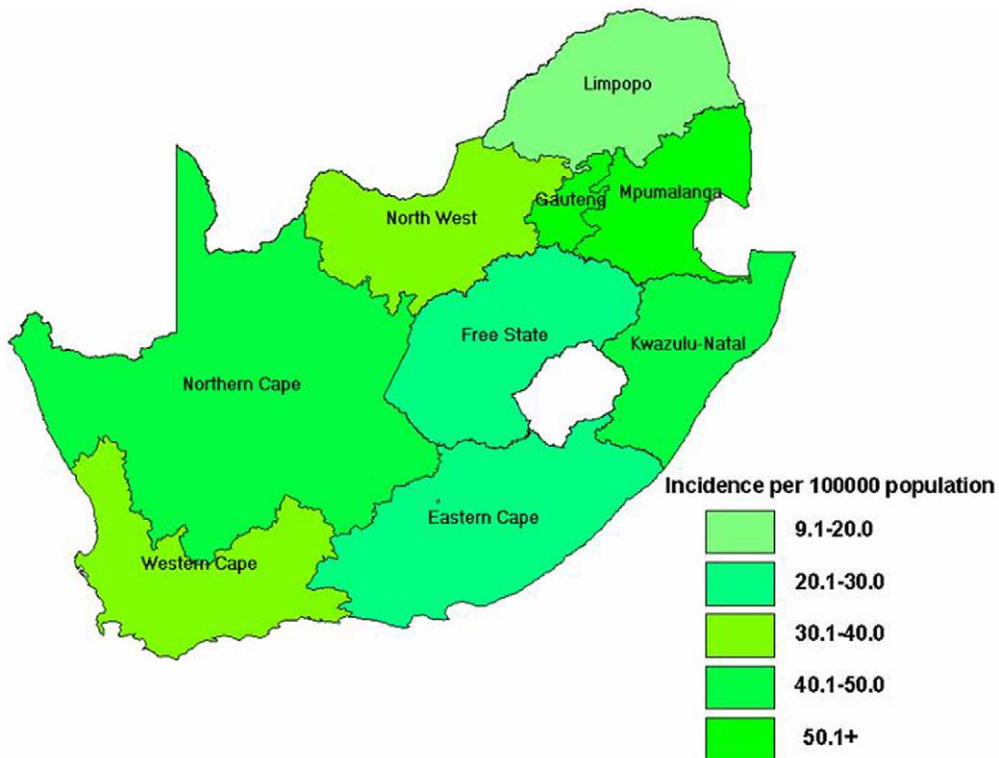 Limpopo
Gauteng
Mpumalanga
North West
Free State
Kwazulu-Natal
Northern Cape
Eastern Cape
Western Cape
Incidence per 100000 population
9.1-20.0
20.1-30.0
30.1-40.0
40.1-50.0
50.1+